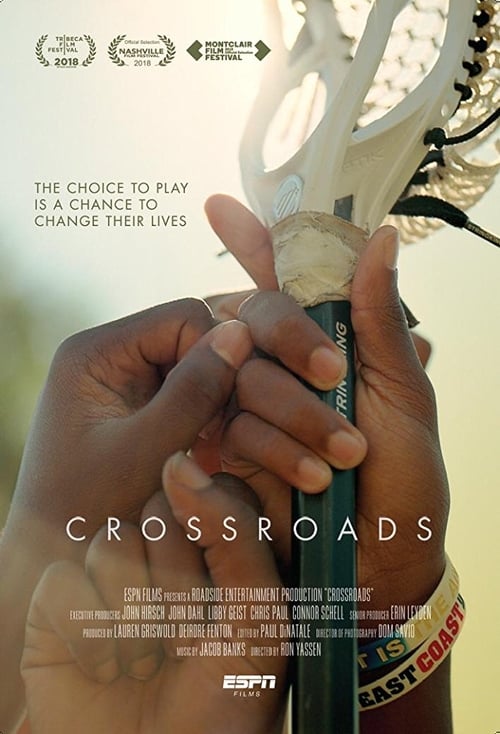 TRIBECA
FILM
FESTIVAL
2018
Official Selection
NASHVILLE
FILM FESTIVAL
2018
MONTCLAIR
FILM
FESTIVAL
THE CHOICE TO PLAY
IS A CHANCE TO
CHANGE THEIR LIVES
CROSSROADS
ESPN FILMS PRESENTS A ROADSIDE ENTERTAINMENT PRODUCTION "CROSSROADS"
EXECUTIVE PRODUCERS JOHN HIRSCH JOHN DAHL LIBBY GEIST CHRIS PAUL CONNOR SCHELL SENIOR PRODUCER ERIN LEYDEN
PRODUCED BY LAUREN GRISWOLD DEIRDRE FENTON EDITED BY PAUL DiNATALE DIRECTOR OF PHOTOGRAPHY DOM SAVIO
MUSIC BY JACOB BANKS DIRECTED BY RON YASSEN
IS
EAST COAST
ESPN
FILMS